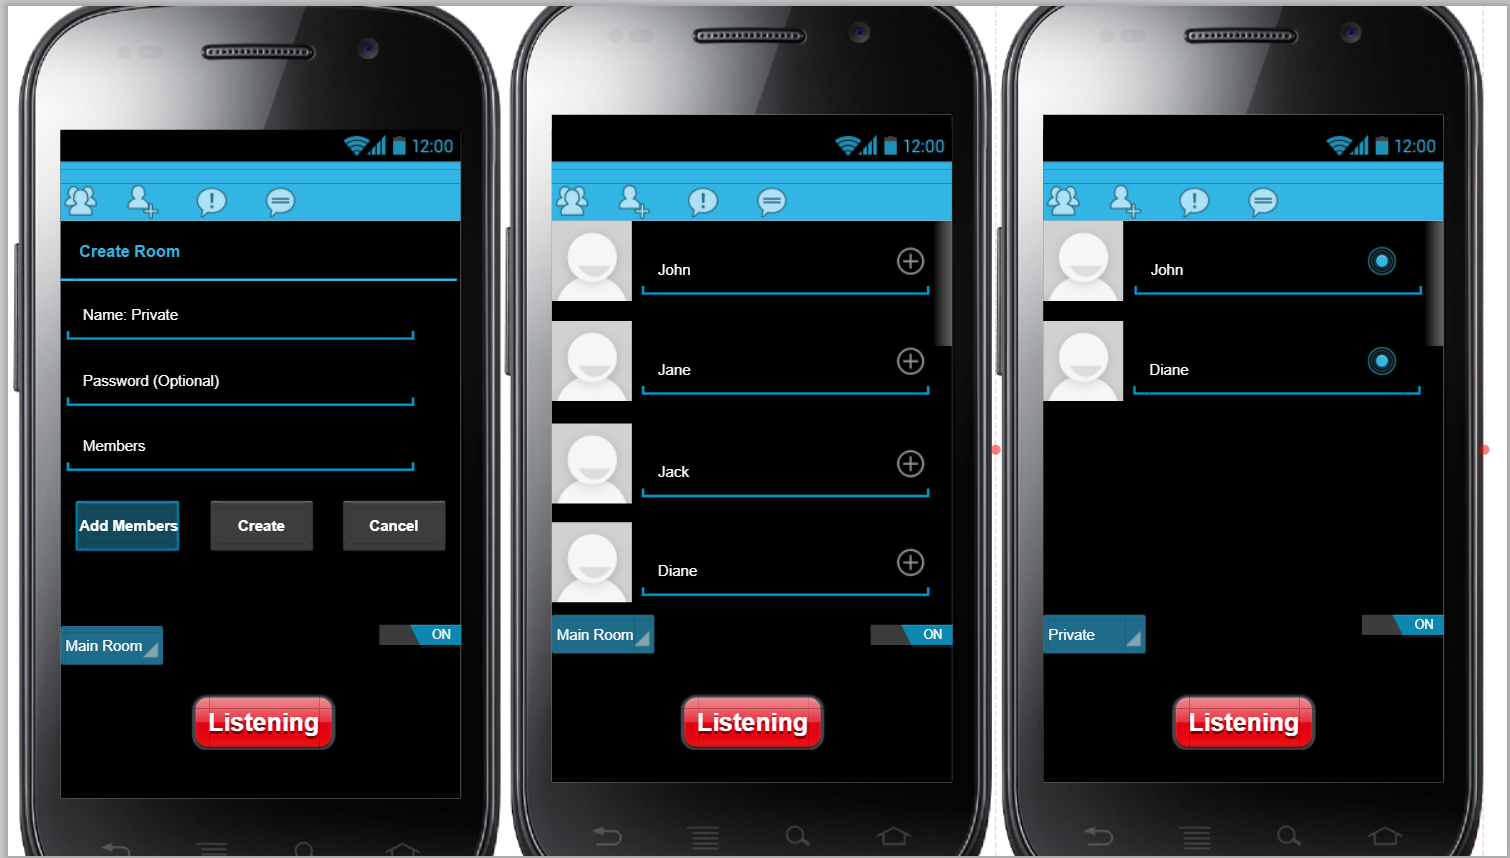 12:00
Create Room
Name: Private
Password (Optional)
Members
Add Members
Create
Cancel
Main Room
ON
Listening
12:00
John
Jane
Jack
Diane
Main Room
ON
Listening
12:00
John
Diane
Private
ON
Listening